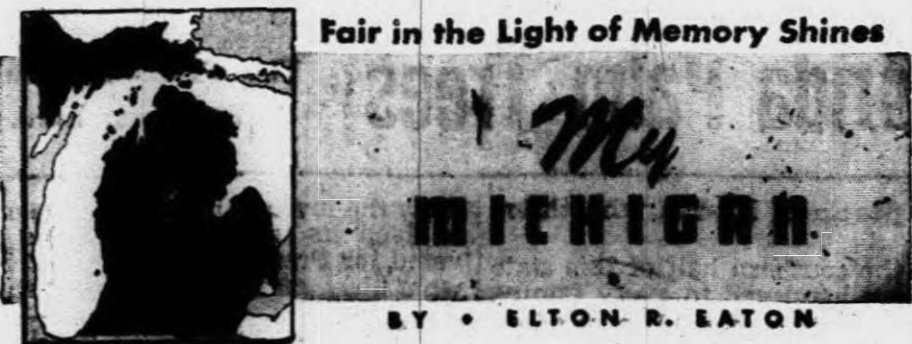 Fair in the Light of Memory Shines
My
MICHIGAN
BY • ELTON R. EATON